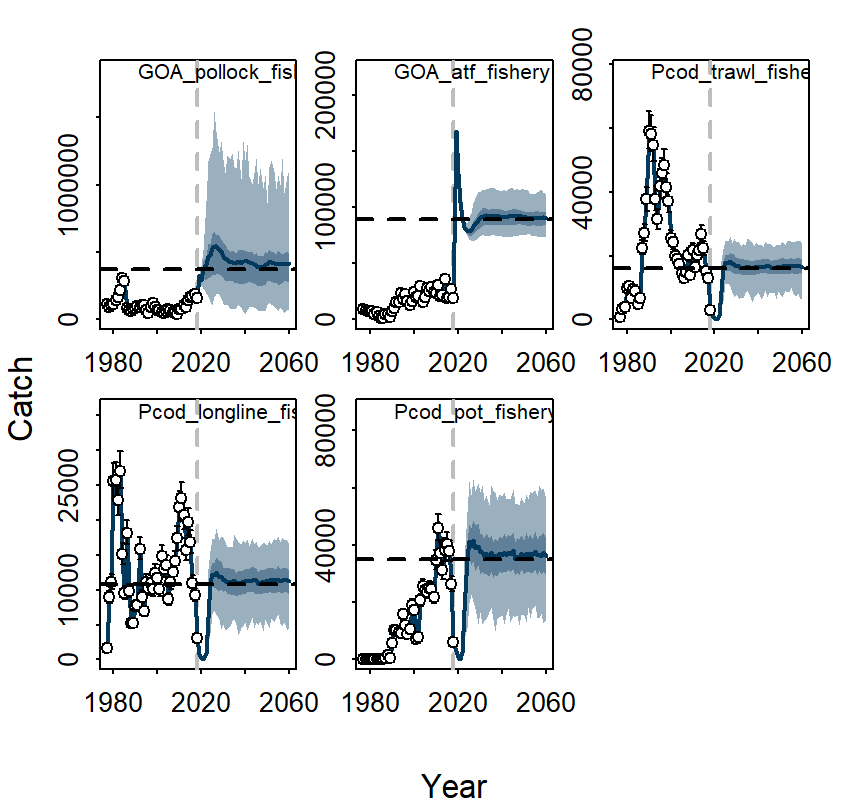 GOA_pollock_fish
GOA_atf_fishery
Pcod_trawl_fishe
0 1000000
0 100000 200000
0 40000 80000
1980 2020 2060
1980 2020 2060
1980 2020 2060
Catch
Pcod_longline_fis
Pcod_pot_fishery
0 10000 25000
0 40000 80000
1980 2020 2060
1980 2020 2060
Year